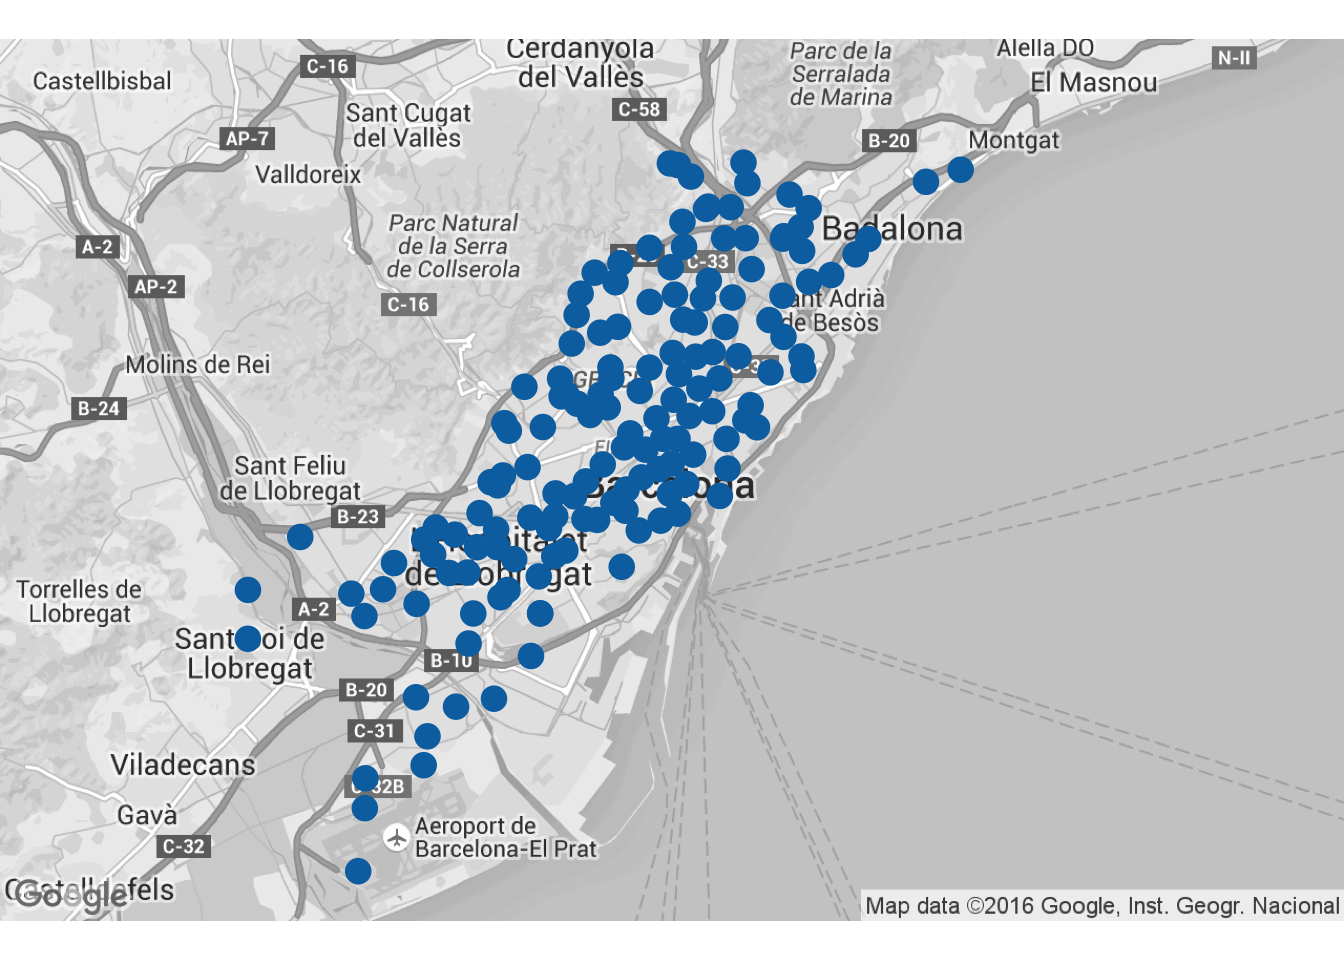 Cerdanyola
del Vallès
Parc de la
Serralada
de Marina
Alella DO
N-II
El Masnou
C-16
Castellbisbal
C-58
Sant Cugat
del Vallès
AP-7
B-20
Montgat
Valldoreix
Parc Natural
de la Serra
de Collserola
Badalona
A-2
C-33
AP-2
C-16
Sant Adrià
de Besòs
Molins de Rei
B-24
Sant Feliu
de Llobregat
Barcelona
B-23
de Llobregat
Torrelles de
Llobregat
A-2
Sant Boi de
Llobregat
B-10
B-20
C-31
Viladecans
C-32B
Gavà
Aeroport de
Barcelona-El Prat
C-32
Castelldefels
Google
Map data ©2016 Google, Inst. Geogr. Nacional